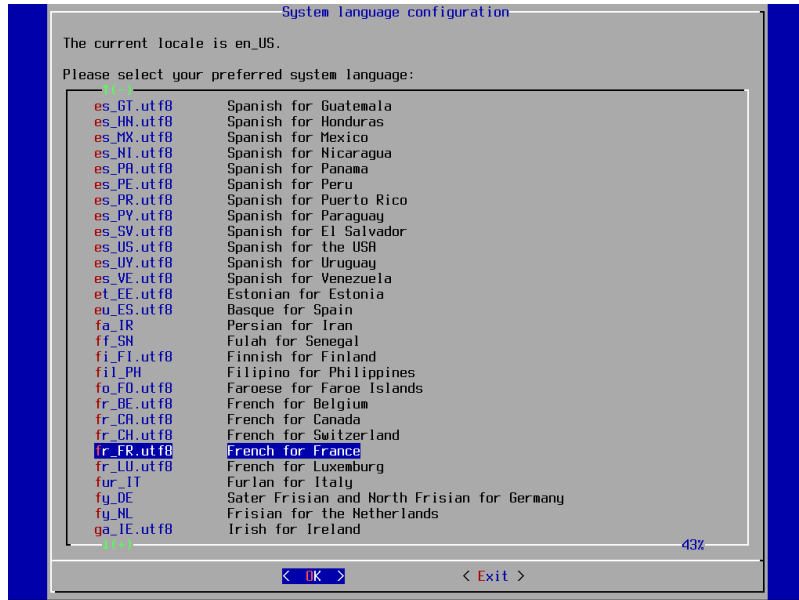 System language configuration
The current locale is en_US.
Please select your preferred system language:
↑(-)
es_GT.utf8 Spanish for Guatemala
es_HN.utf8 Spanish for Honduras
es_MX.utf8 Spanish for Mexico
es_NI.utf8 Spanish for Nicaragua
es_PA.utf8 Spanish for Panama
es_PE.utf8 Spanish for Peru
es_PR.utf8 Spanish for Puerto Rico
es_PY.utf8 Spanish for Paraguay
es_SV.utf8 Spanish for El Salvador
es_US.utf8 Spanish for the USA
es_UY.utf8 Spanish for Uruguay
es_VE.utf8 Spanish for Venezuela
et_EE.utf8 Estonian for Estonia
eu_ES.utf8 Basque for Spain
fa_IR Persian for Iran
ff_SN Fulah for Senegal
fi_FI.utf8 Finnish for Finland
fil_PH Filipino for Philippines
fo_FO.utf8 Faroese for Faroe Islands
fr_BE.utf8 French for Belgium
fr_CA.utf8 French for Canada
fr_CH.utf8 French for Switzerland
fr_FR.utf8 French for France
fr_LU.utf8 French for Luxemburg
fur_IT Furlan for Italy
fy_DE Sater Frisian and North Frisian for Germany
fy_NL Frisian for the Netherlands
ga_IE.utf8 Irish for Ireland
↓(+) 43%
< OK > < Exit >